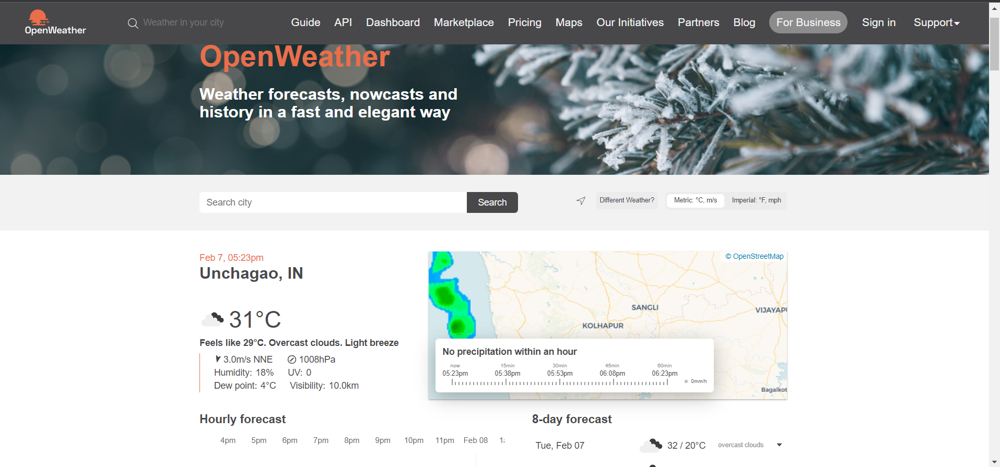 OpenWeather
Weather in your city
Guide
API
Dashboard
Marketplace
Pricing
Maps
Our Initiatives
Partners
Blog
For Business
Sign in
Support
OpenWeather
Weather forecasts, nowcasts and
history in a fast and elegant way
Search city
Search
Different Weather?
Metric: °C, m/s
Imperial: °F, mph
Feb 7, 05:23pm
Unchagao, IN
31°C
Feels like 29°C. Overcast clouds. Light breeze
3.0m/s NNE 1008hPa
Humidity: 18% UV: 0
Dew point: 4°C Visibility: 10.0km
© OpenStreetMap
SANGLI
VIJAYAPU
KOLHAPUR
Bagalkot
No precipitation within an hour
now 15min 30min 45min 60min
05:23pm 05:38pm 05:53pm 06:08pm 06:23pm
0mm/h
Hourly forecast
4pm 5pm 6pm 7pm 8pm 9pm 10pm 11pm Feb 08
8-day forecast
Tue, Feb 07 32 / 20°C overcast clouds